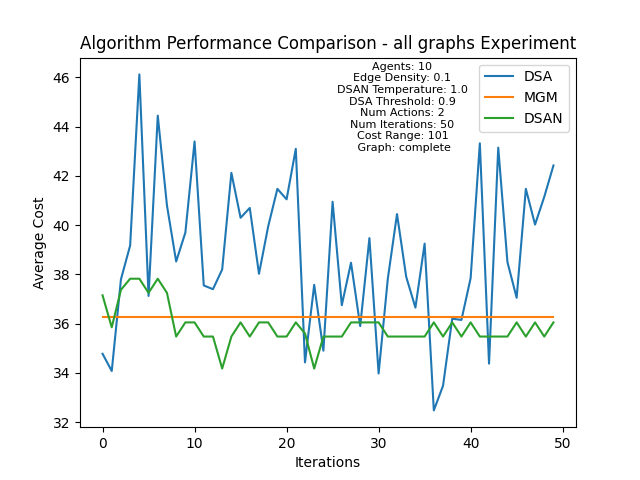 Algorithm Performance Comparison - all graphs Experiment
Agents: 10
Edge Density: 0.1
DSAN Temperature: 1.0
DSA Threshold: 0.9
Num Actions: 2
Num Iterations: 50
Cost Range: 101
Graph: complete
DSA
MGM
DSAN
Average Cost
46
44
42
40
38
36
34
32
0
10
20
30
40
50
Iterations